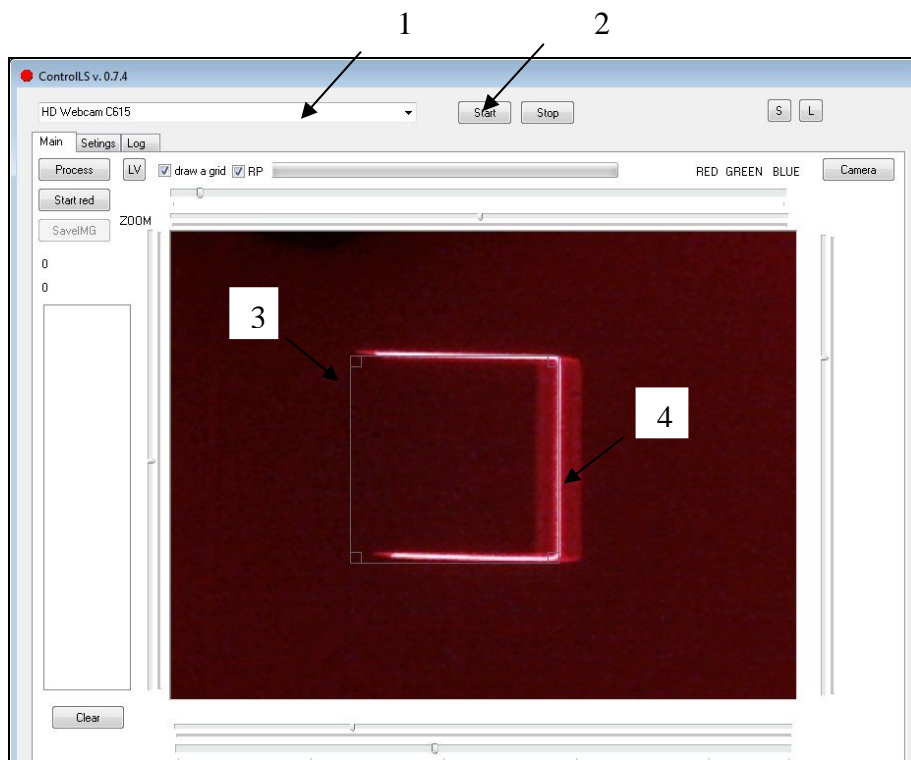 1 2
ControlLS v. 0.7.4
HD Webcam C615 Start Stop S L
Main Setings Log
Process LV draw a grid RP RED GREEN BLUE Camera
Start red
ZOOM
SaveIMG
0
0
3
4
Clear